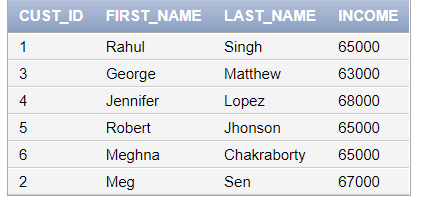 CUST_ID FIRST_NAME LAST_NAME INCOME
1 Rahul Singh 65000
3 George Matthew 63000
4 Jennifer Lopez 68000
5 Robert Jhonson 65000
6 Meghna Chakraborty 65000
2 Meg Sen 67000